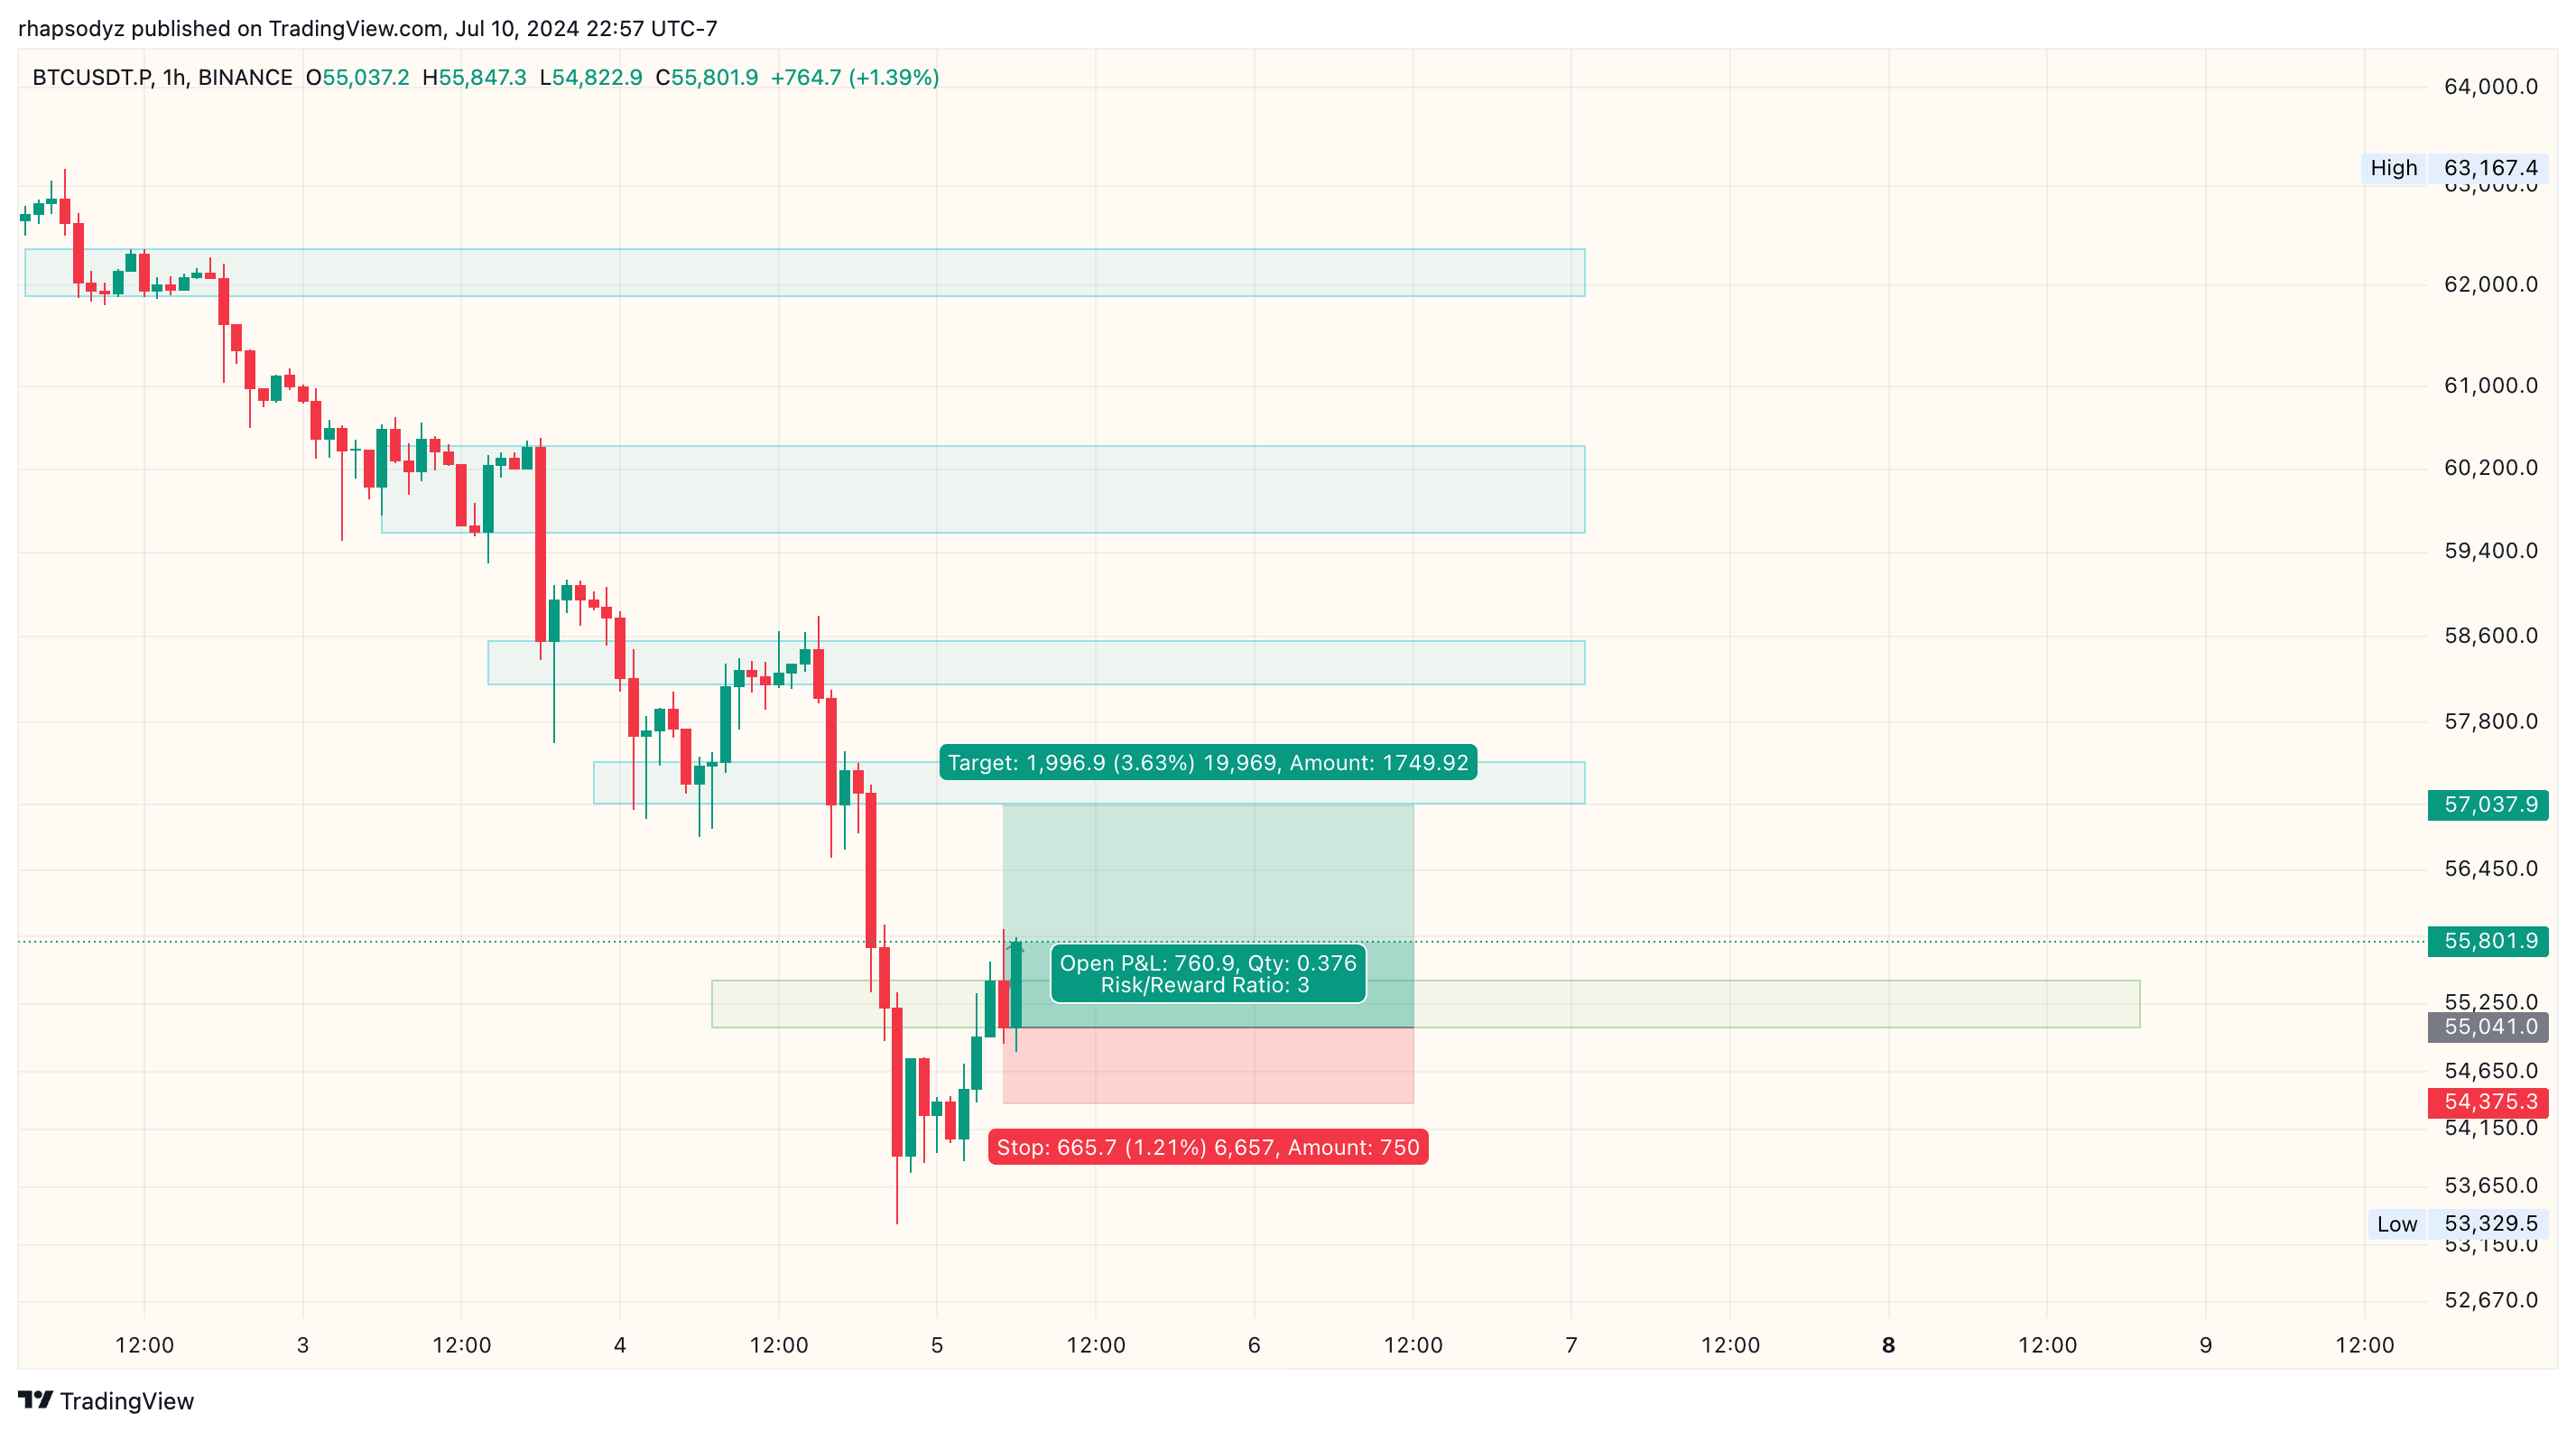 rhapsodyz published on TradingView.com, Jul 10, 2024 22:57 UTC-7
BTCUSDT.P, 1h, BINANCE O55,037.2 H55,847.3 L54,822.9 C55,801.9 +764.7 (+1.39%)
64,000.0
High 63,167.4
63,000.0
62,000.0
61,000.0
60,200.0
59,400.0
58,600.0
57,800.0
Target: 1,996.9 (3.63%) 19,969, Amount: 1749.92
57,037.9
56,450.0
55,801.9
Open P&L: 760.9, Qty: 0.376
Risk/Reward Ratio: 3
55,250.0
55,041.0
54,650.0
54,375.3
54,150.0
Stop: 665.7 (1.21%) 6,657, Amount: 750
53,650.0
Low 53,329.5
53,150.0
52,670.0
12:00 3 12:00 4 12:00 5 12:00 6 12:00 7 12:00 8 12:00 9 12:00
TradingView